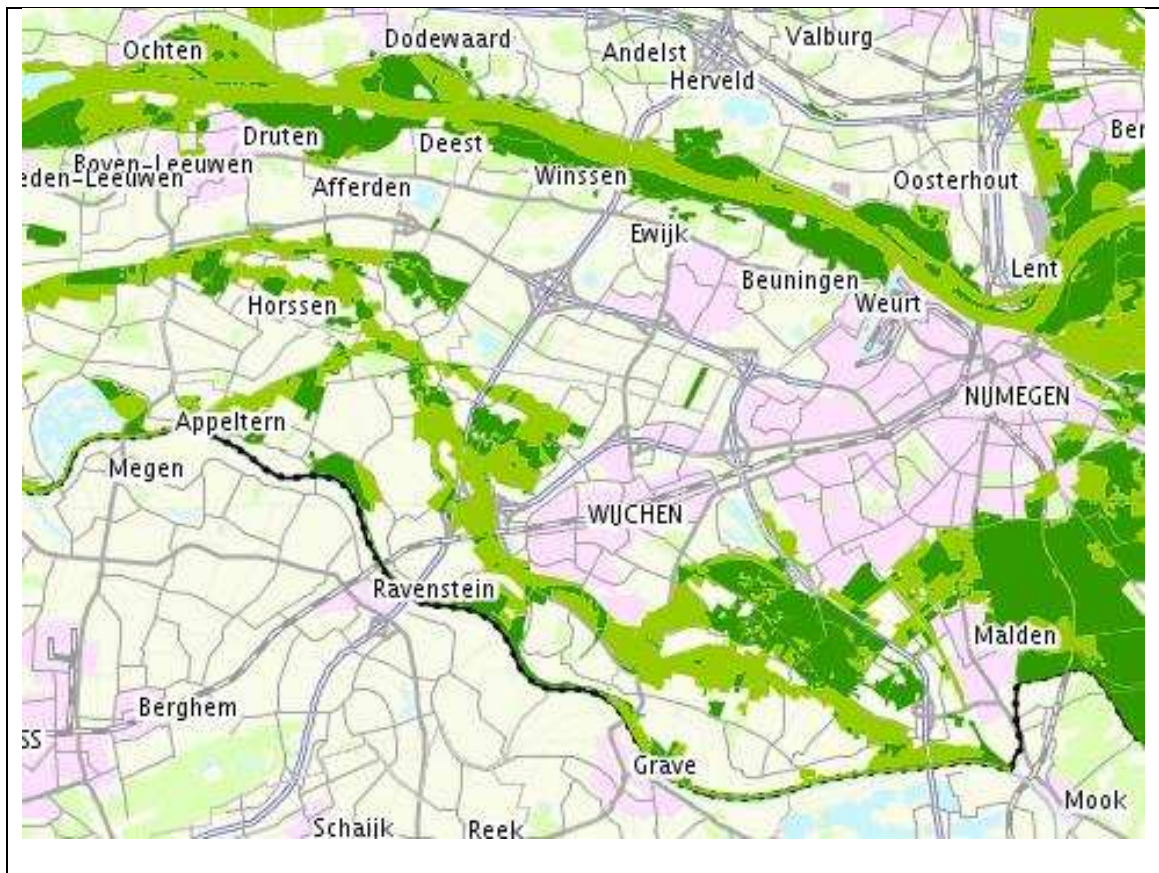 Dodewaard
Valburg
Ochten
Andelst
Herveld
Ber
Druten
Deest
Boven-Leeuwen
eden-Leeuwen
Afferden
Winssen
Oosterhout
Ewijk
Lent
Beuningen
Horssen
Weurt
NIJMEGEN
Appeltern
Megen
WIJCHEN
Ravenstein
Malden
Berghem
SS
Grave
Mook
Schaijk
Reek